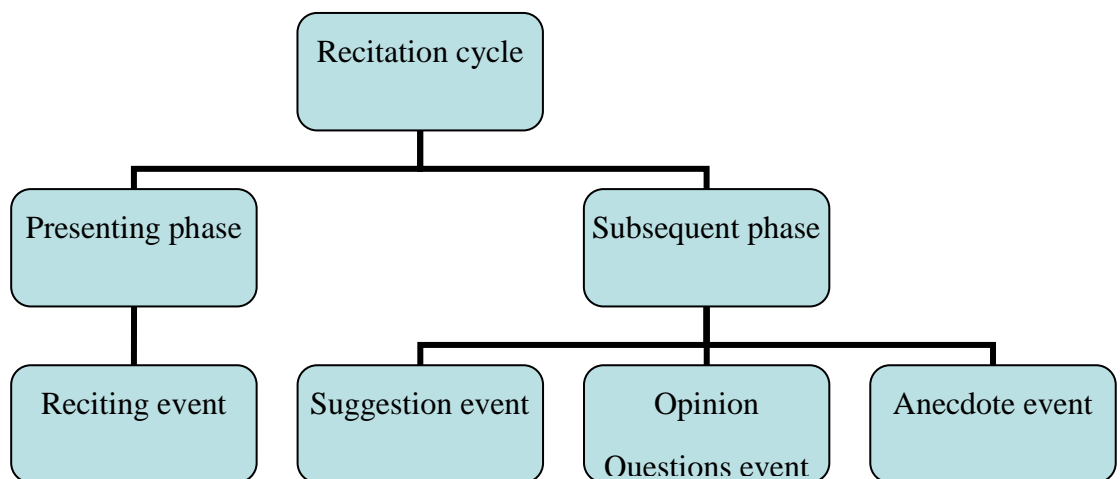 Recitation cycle
Presenting phase
Subsequent phase
Reciting event
Suggestion event
Opinion
Questions event
Anecdote event